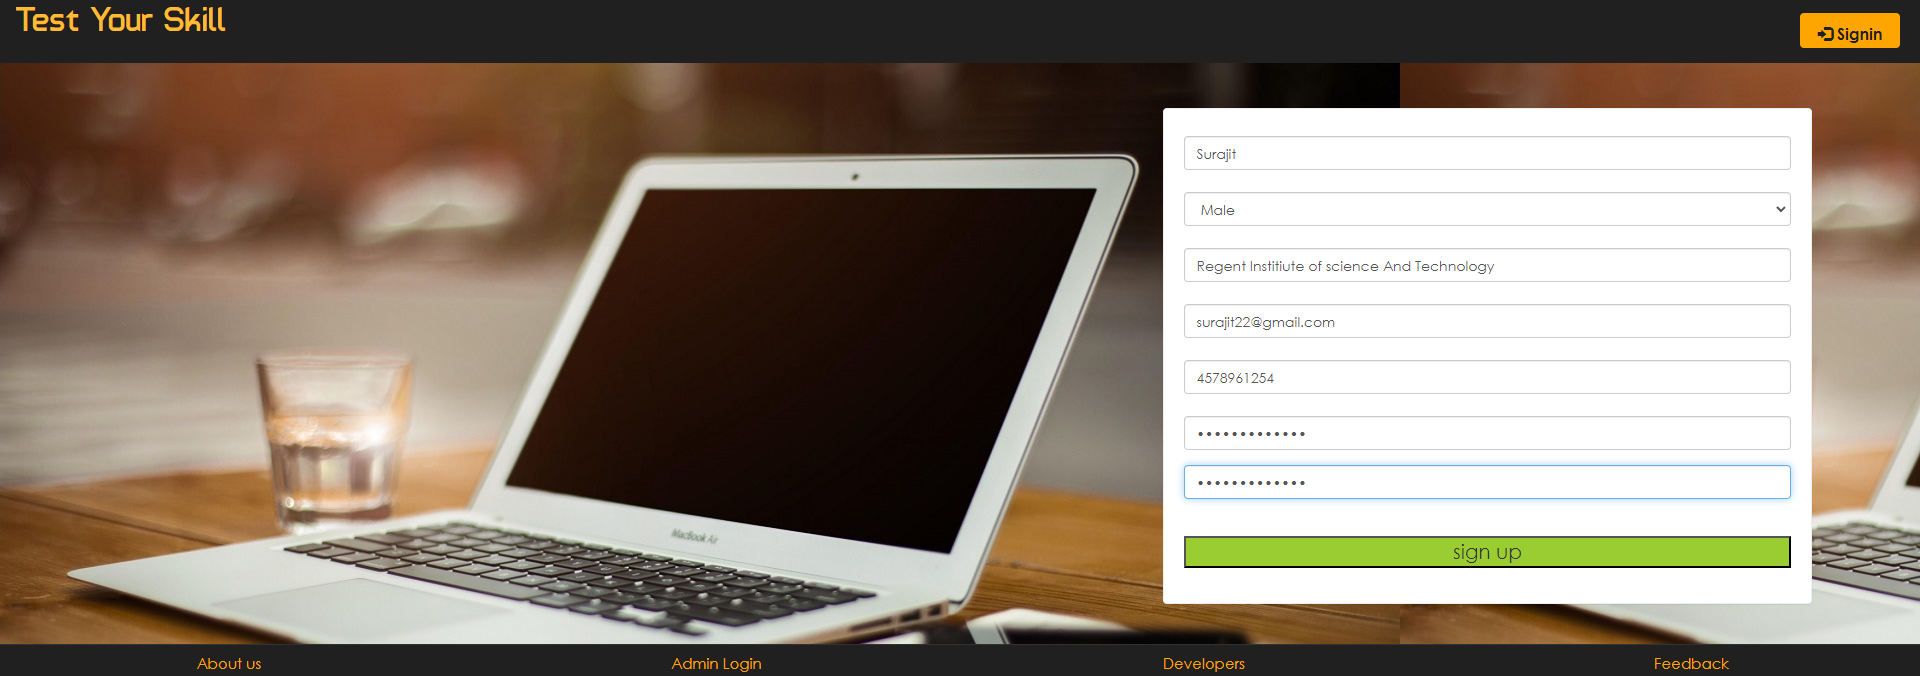 Test Your Skill
Signin
Surajit
Male
Regent Institiute of science And Technology
surajit22@gmail.com
4578961254
•••••••••••••
•••••••••••••
sign up
MacBook Air
About us
Admin Login
Developers
Feedback